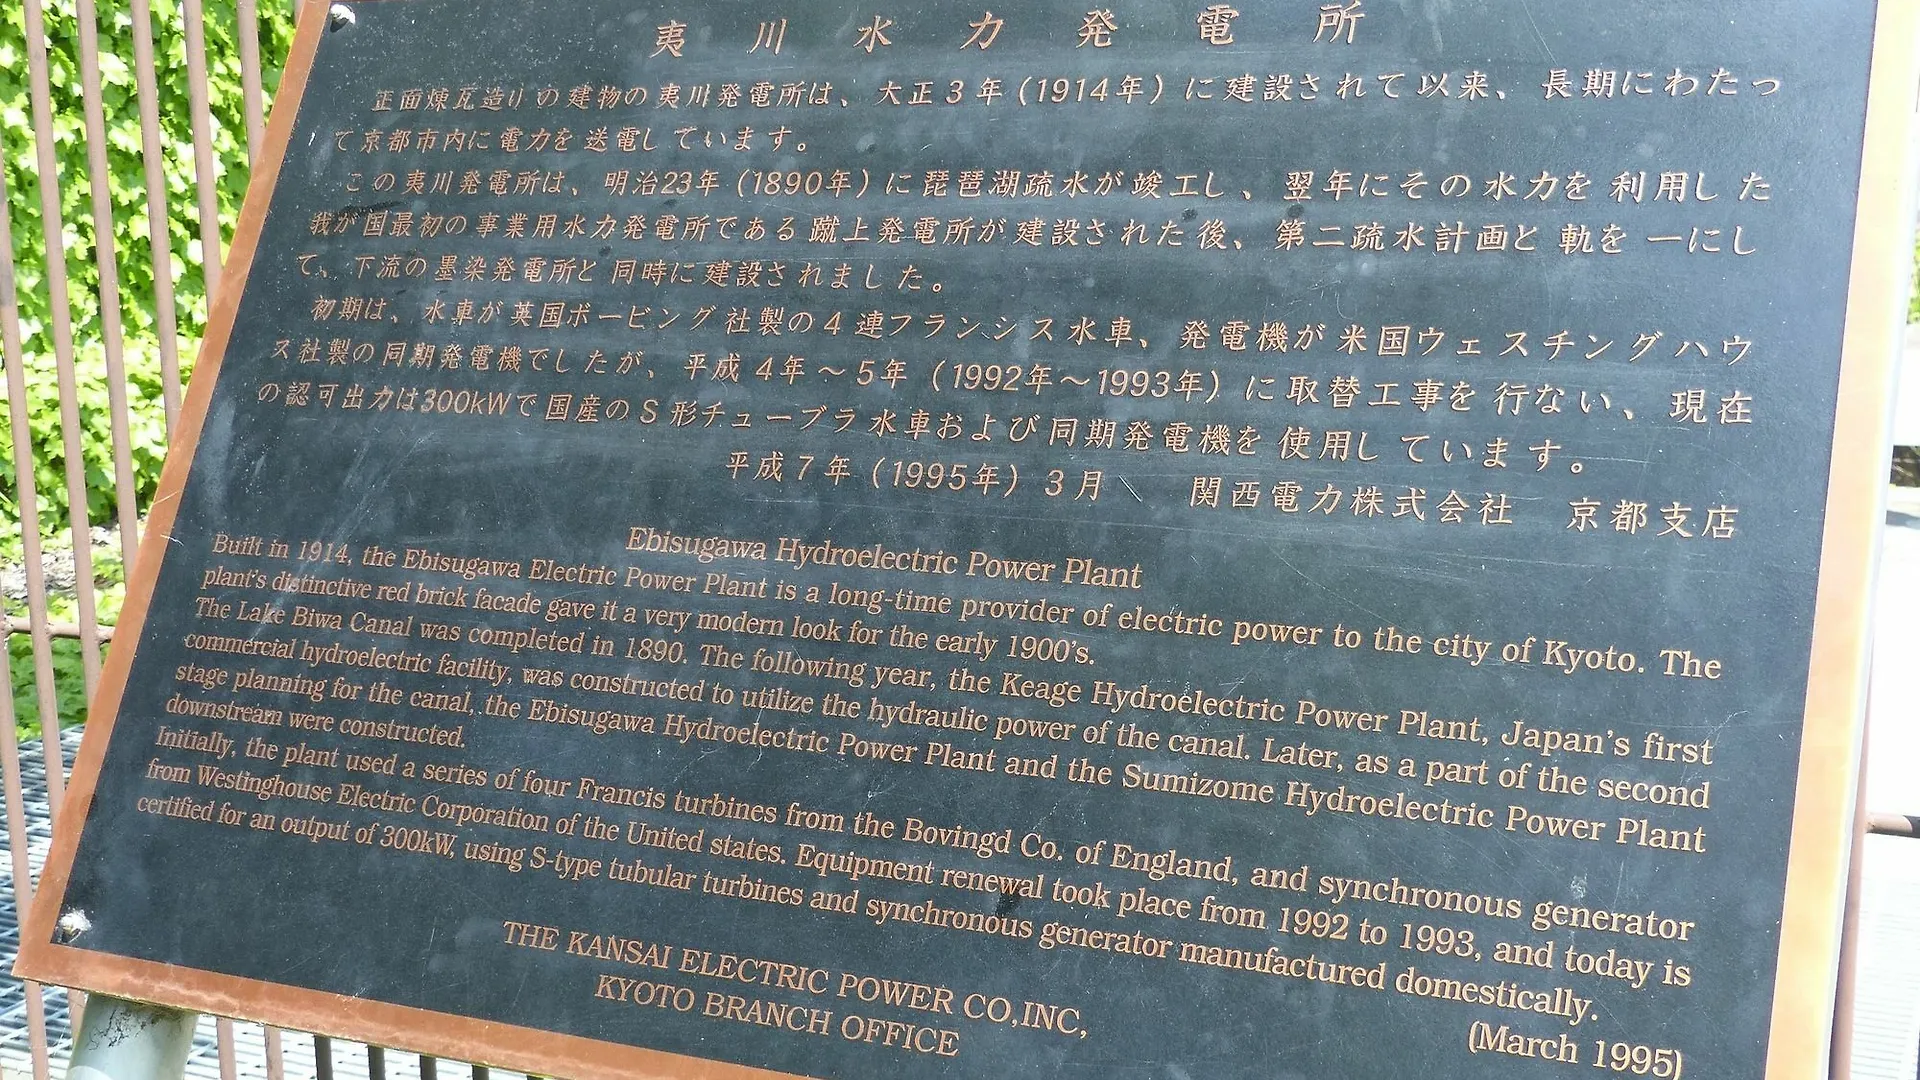 夷川水力発電所
正面煉瓦造りの建物の夷川発電所は、大正3年(1914年)に建設されて以来、長期にわたっ
て京都市内に電力を送電しています。
この夷川発電所は、明治23年(1890年)に琵琶湖疏水が竣工し、翌年にその水力を利用した
我が国最初の事業用水力発電所である蹴上発電所が建設された後、第二疏水計画と軌を一にし
て、下流の墨染発電所と同時に建設されました。
初期は、水車が英国ボービング社製の4連フランシス水車、発電機が米国ウェスチングハウ
ス社製の同期発電機でしたが、平成4年～5年(1992年～1993年)に取替工事を行ない、現在
の認可出力は300kWで国産のS形チューブラ水車および同期発電機を使用しています。
平成7年(1995年)3月 関西電力株式会社 京都支店
Ebisugawa Hydroelectric Power Plant
Built in 1914, the Ebisugawa Electric Power Plant is a long-time provider of electric power to the city of Kyoto. The
plant's distinctive red brick facade gave it a very modern look for the early 1900's.
The Lake Biwa Canal was completed in 1890. The following year, the Keage Hydroelectric Power Plant, Japan's first
commercial hydroelectric facility, was constructed to utilize the hydraulic power of the canal. Later, as a part of the second
stage planning for the canal, the Ebisugawa Hydroelectric Power Plant and the Sumizome Hydroelectric Power Plant
downstream were constructed.
Initially, the plant used a series of four Francis turbines from the Bovingd Co. of England, and synchronous generator
from Westinghouse Electric Corporation of the United states. Equipment renewal took place from 1992 to 1993, and today is
certified for an output of 300kW, using S-type tubular turbines and synchronous generator manufactured domestically.
THE KANSAI ELECTRIC POWER CO,INC,
KYOTO BRANCH OFFICE
(March 1995)